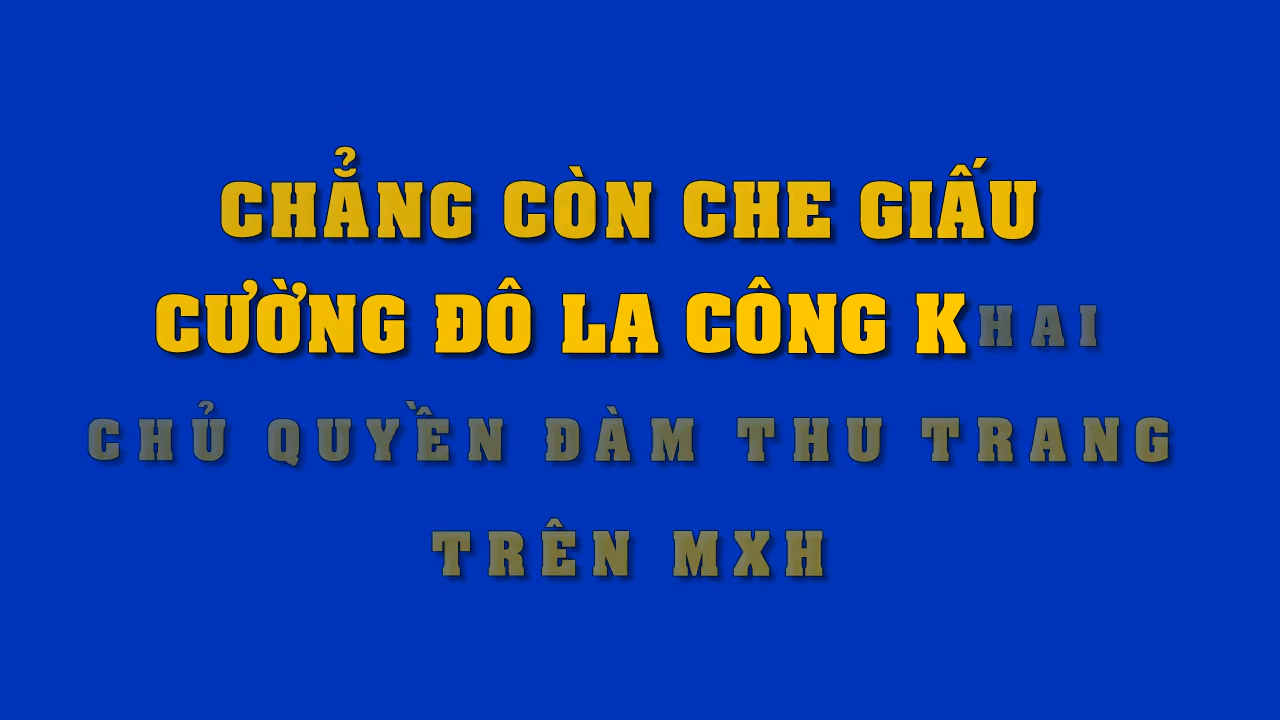 CHẲNG CÒN CHE GIẤU
CƯỜNG ĐÔ LA CÔNG KHAI
CHỦ QUYỀN ĐÀM THU TRANG
TRÊN MXH